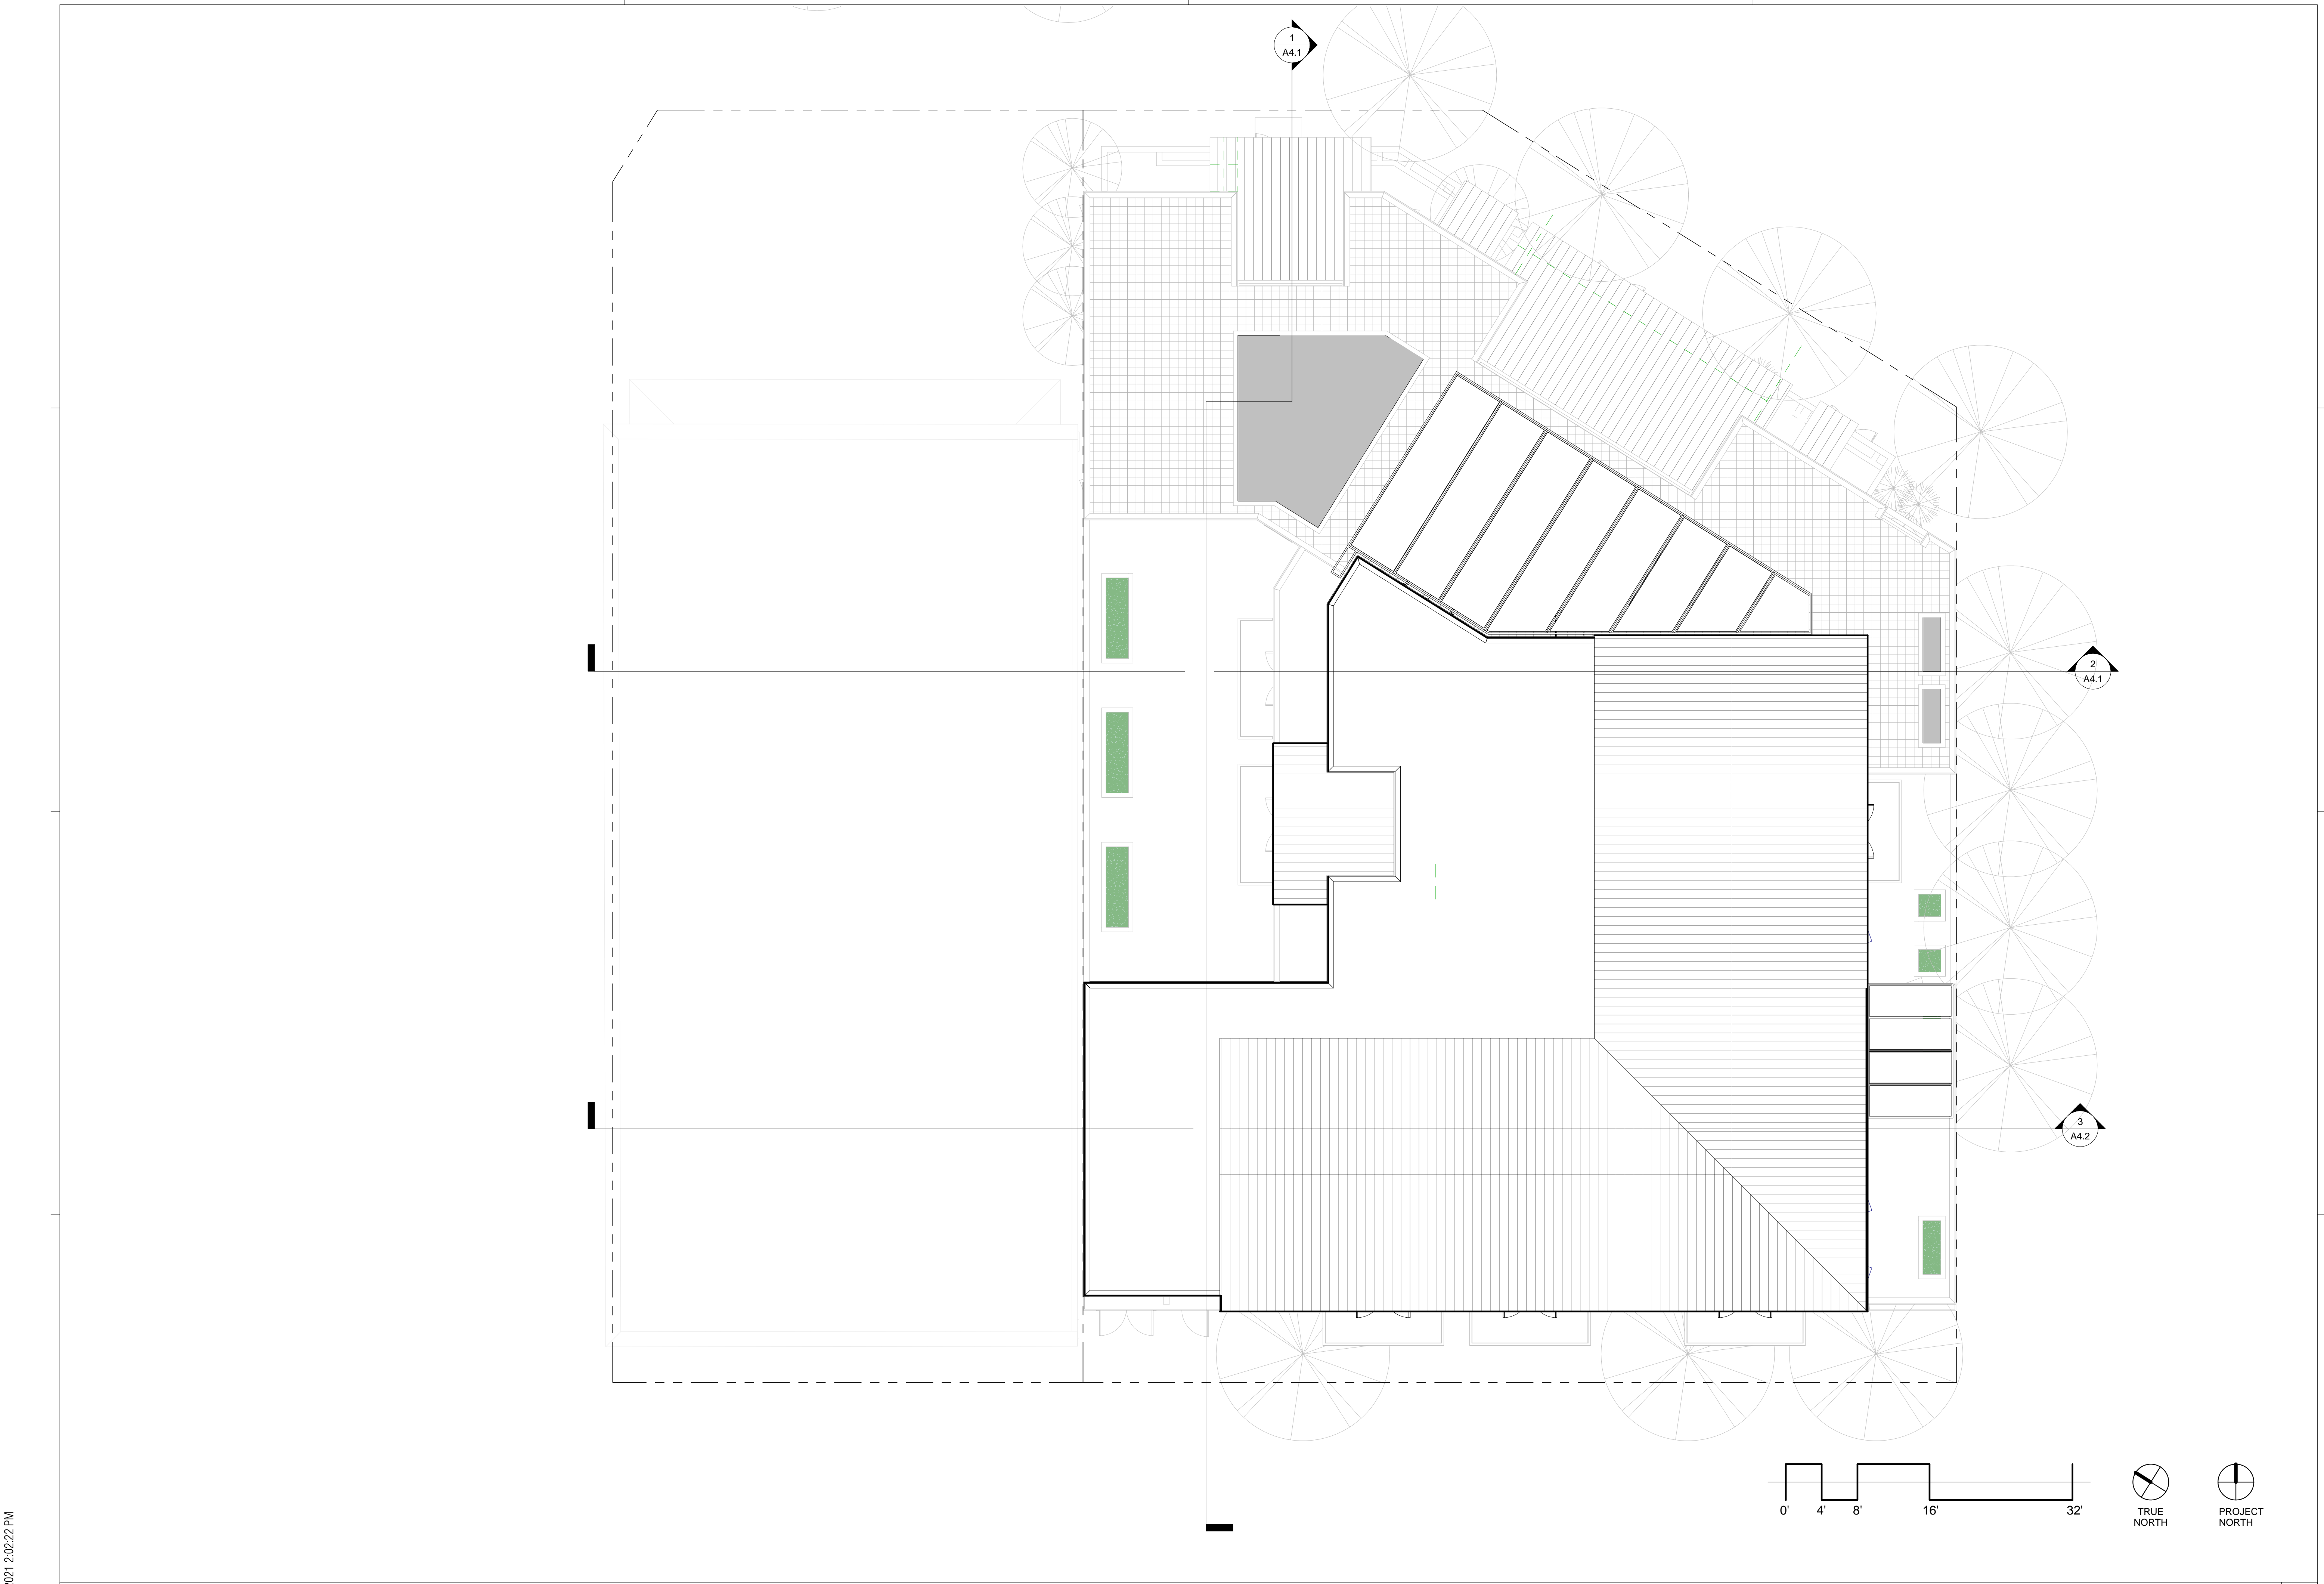 1
A4.1
2
A4.1
3
A4.2
0' 4' 8' 16' 32'
TRUE
NORTH
PROJECT
NORTH
2021 2:02:22 PM